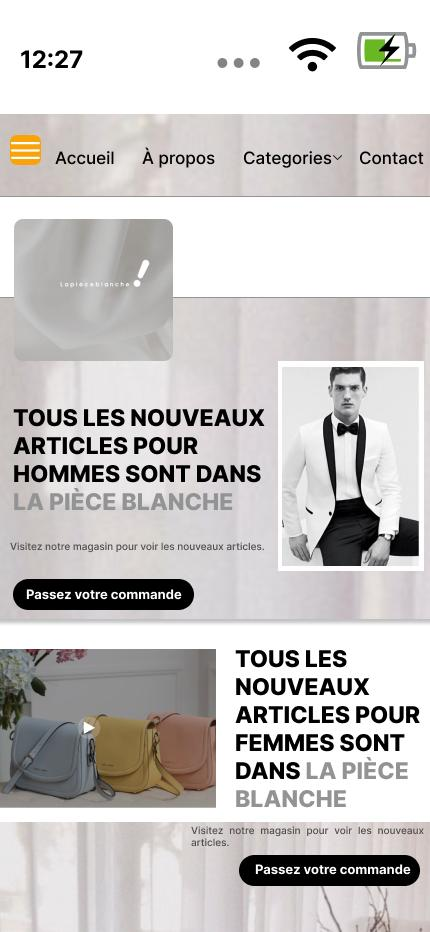 12:27
Accueil À propos Categories Contact
Lapièceblanche
TOUS LES NOUVEAUX
ARTICLES POUR
HOMMES SONT DANS
LA PIÈCE BLANCHE
Visitez notre magasin pour voir les nouveaux articles.
Passez votre commande
TOUS LES
NOUVEAUX
ARTICLES POUR
FEMMES SONT
DANS LA PIÈCE
BLANCHE
Visitez notre magasin pour voir les nouveaux
articles.
Passez votre commande